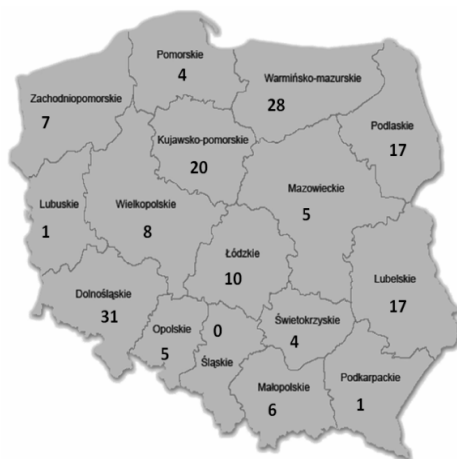 Pomorskie
4
Warmińsko-mazurskie
28
Zachodniopomorskie
7
Podlaskie
17
Kujawsko-pomorskie
20
Mazowieckie
5
Lubuskie
1
Wielkopolskie
8
Łódzkie
10
Lubelskie
17
Dolnośląskie
31
Opolskie
5
0
Śląskie
Świetokrzyskie
4
Małopolskie
6
Podkarpackie
1